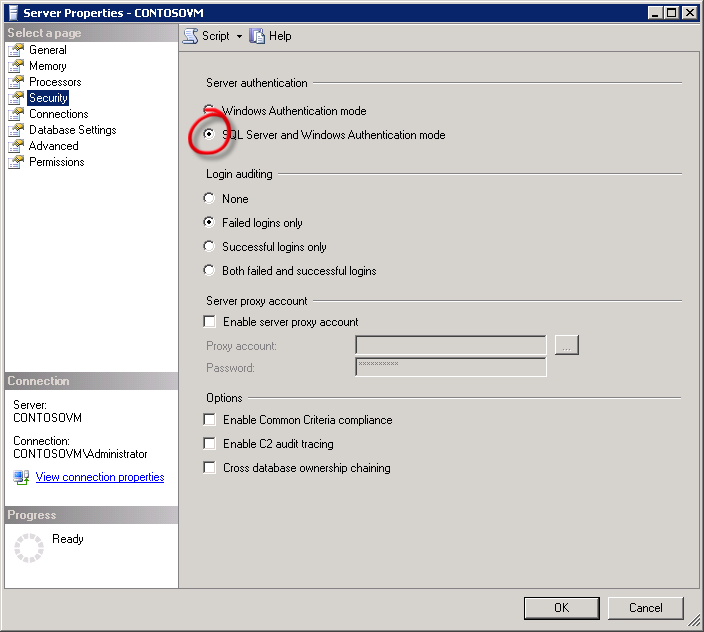 Server Properties - CONTOSOVM
Select a page
General
Memory
Processors
Security
Connections
Database Settings
Advanced
Permissions
Script
Help
Server authentication
Windows Authentication mode
SQL Server and Windows Authentication mode
Login auditing
None
Failed logins only
Successful logins only
Both failed and successful logins
Server proxy account
Enable server proxy account
Proxy account:
...
Password:
**********
Options
Enable Common Criteria compliance
Enable C2 audit tracing
Cross database ownership chaining
Connection
Server:
CONTOSOVM
Connection:
CONTOSOVM\Administrator
View connection properties
Progress
Ready
OK
Cancel